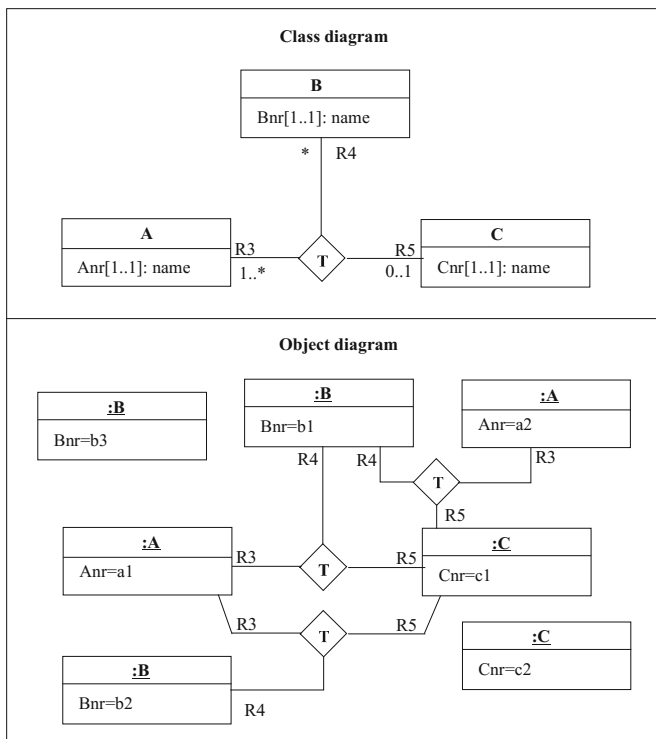 Class diagram
B
Bnr[1..1]: name
* R4
A
Anr[1..1]: name
R3
1..*
T
R5
0..1
C
Cnr[1..1]: name
Object diagram
:B
Bnr=b3
:B
Bnr=b1
:A
Anr=a2
R4 R4 R3
T
R5
:A
Anr=a1
R3
T
R5
:C
Cnr=c1
R3
T
R5
:C
Cnr=c2
:B
Bnr=b2
R4